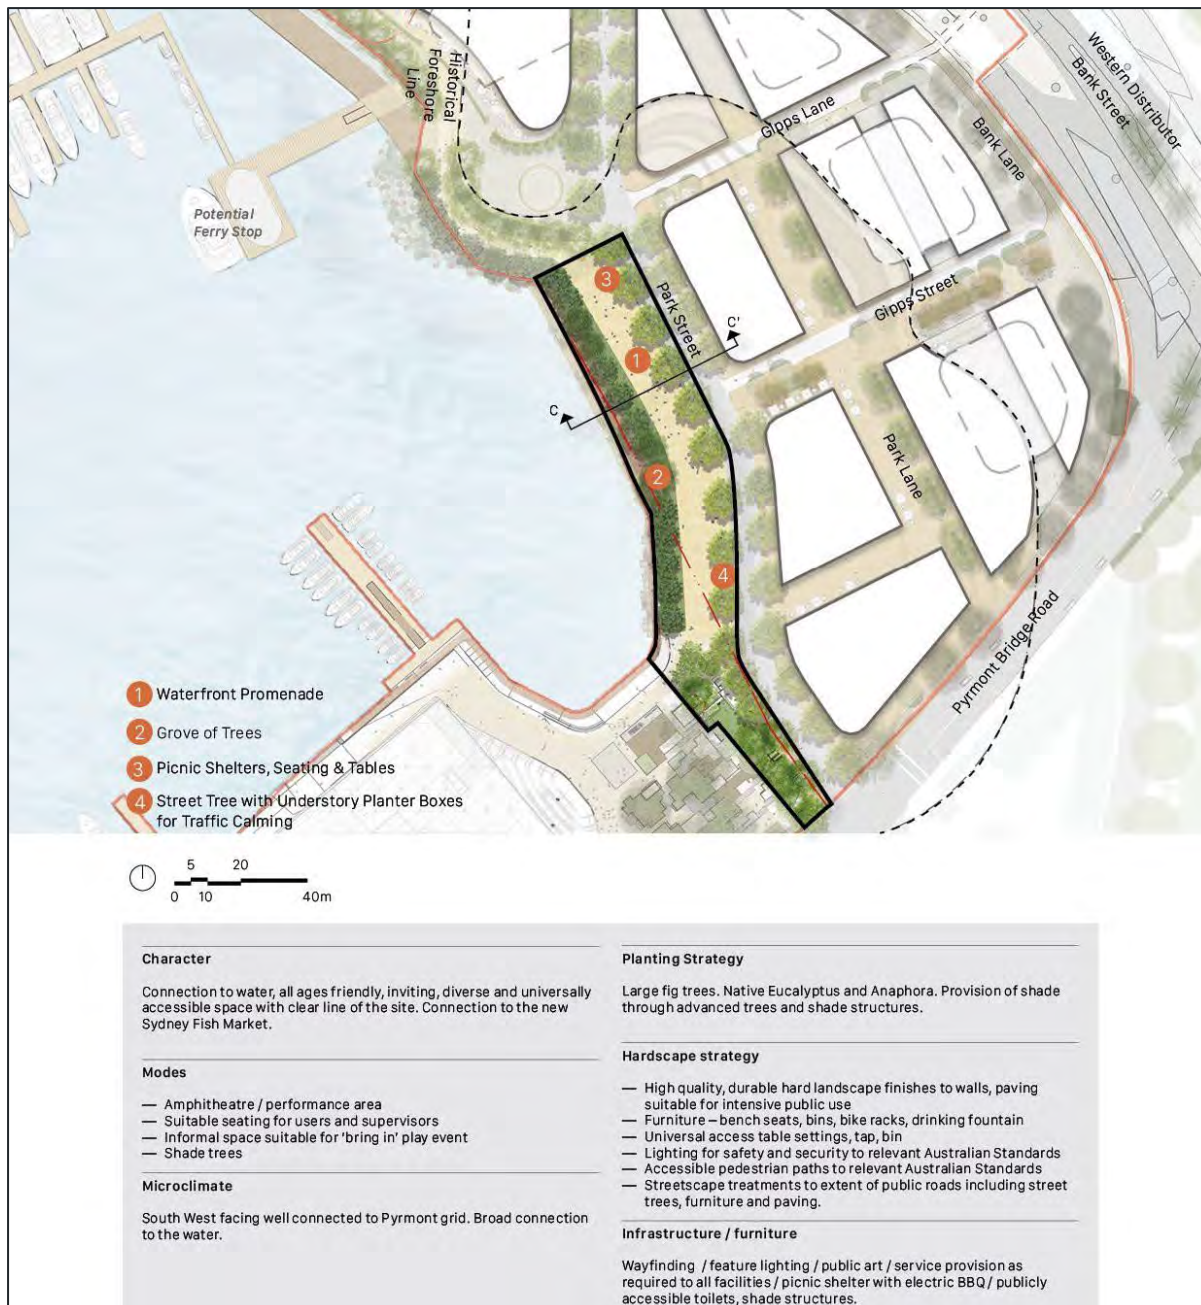 Historical
Foreshore
Line
Western Distributor
Bank Street
Gipps Lane
Bank Lane
Potential
Ferry Stop
3
Park Street
Gipps Street
C'
1
C
Park Lane
2
4
Pyrmont Bridge Road
1 Waterfront Promenade
2 Grove of Trees
3 Picnic Shelters, Seating & Tables
4 Street Tree with Understory Planter Boxes
for Traffic Calming
5 20
0 10 40m
Character
Connection to water, all ages friendly, inviting, diverse and universally
accessible space with clear line of the site. Connection to the new
Sydney Fish Market.
Modes
— Amphitheatre / performance area
— Suitable seating for users and supervisors
— Informal space suitable for 'bring in' play event
— Shade trees
Microclimate
South West facing well connected to Pyrmont grid. Broad connection
to the water.
Planting Strategy
Large fig trees. Native Eucalyptus and Anaphora. Provision of shade
through advanced trees and shade structures.
Hardscape strategy
— High quality, durable hard landscape finishes to walls, paving
suitable for intensive public use
— Furniture – bench seats, bins, bike racks, drinking fountain
— Universal access table settings, tap, bin
— Lighting for safety and security to relevant Australian Standards
— Accessible pedestrian paths to relevant Australian Standards
— Streetscape treatments to extent of public roads including street
trees, furniture and paving.
Infrastructure / furniture
Wayfinding / feature lighting / public art / service provision as
required to all facilities / picnic shelter with electric BBQ / publicly
accessible toilets, shade structures.